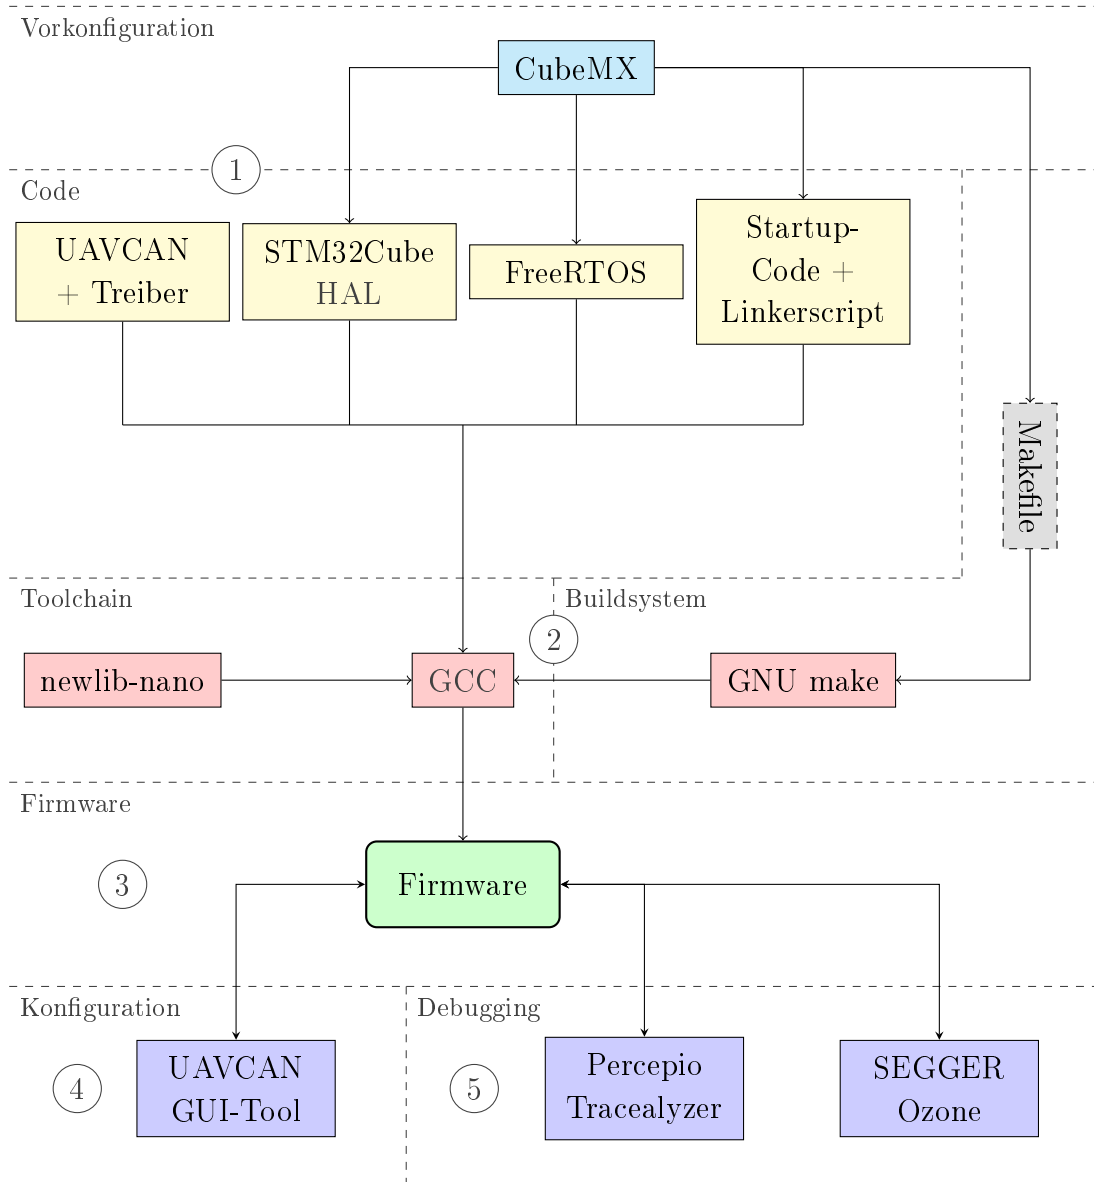 Vorkonfiguration
CubeMX
1
Code
UAVCAN
+ Treiber
STM32Cube
HAL
FreeRTOS
Startup-
Code +
Linkerscript
Makefile
Toolchain
Buildsystem
2
newlib-nano
GCC
GNU make
Firmware
3
Firmware
Konfiguration
Debugging
4
UAVCAN
GUI-Tool
5
Percepio
Tracealyzer
SEGGER
Ozone